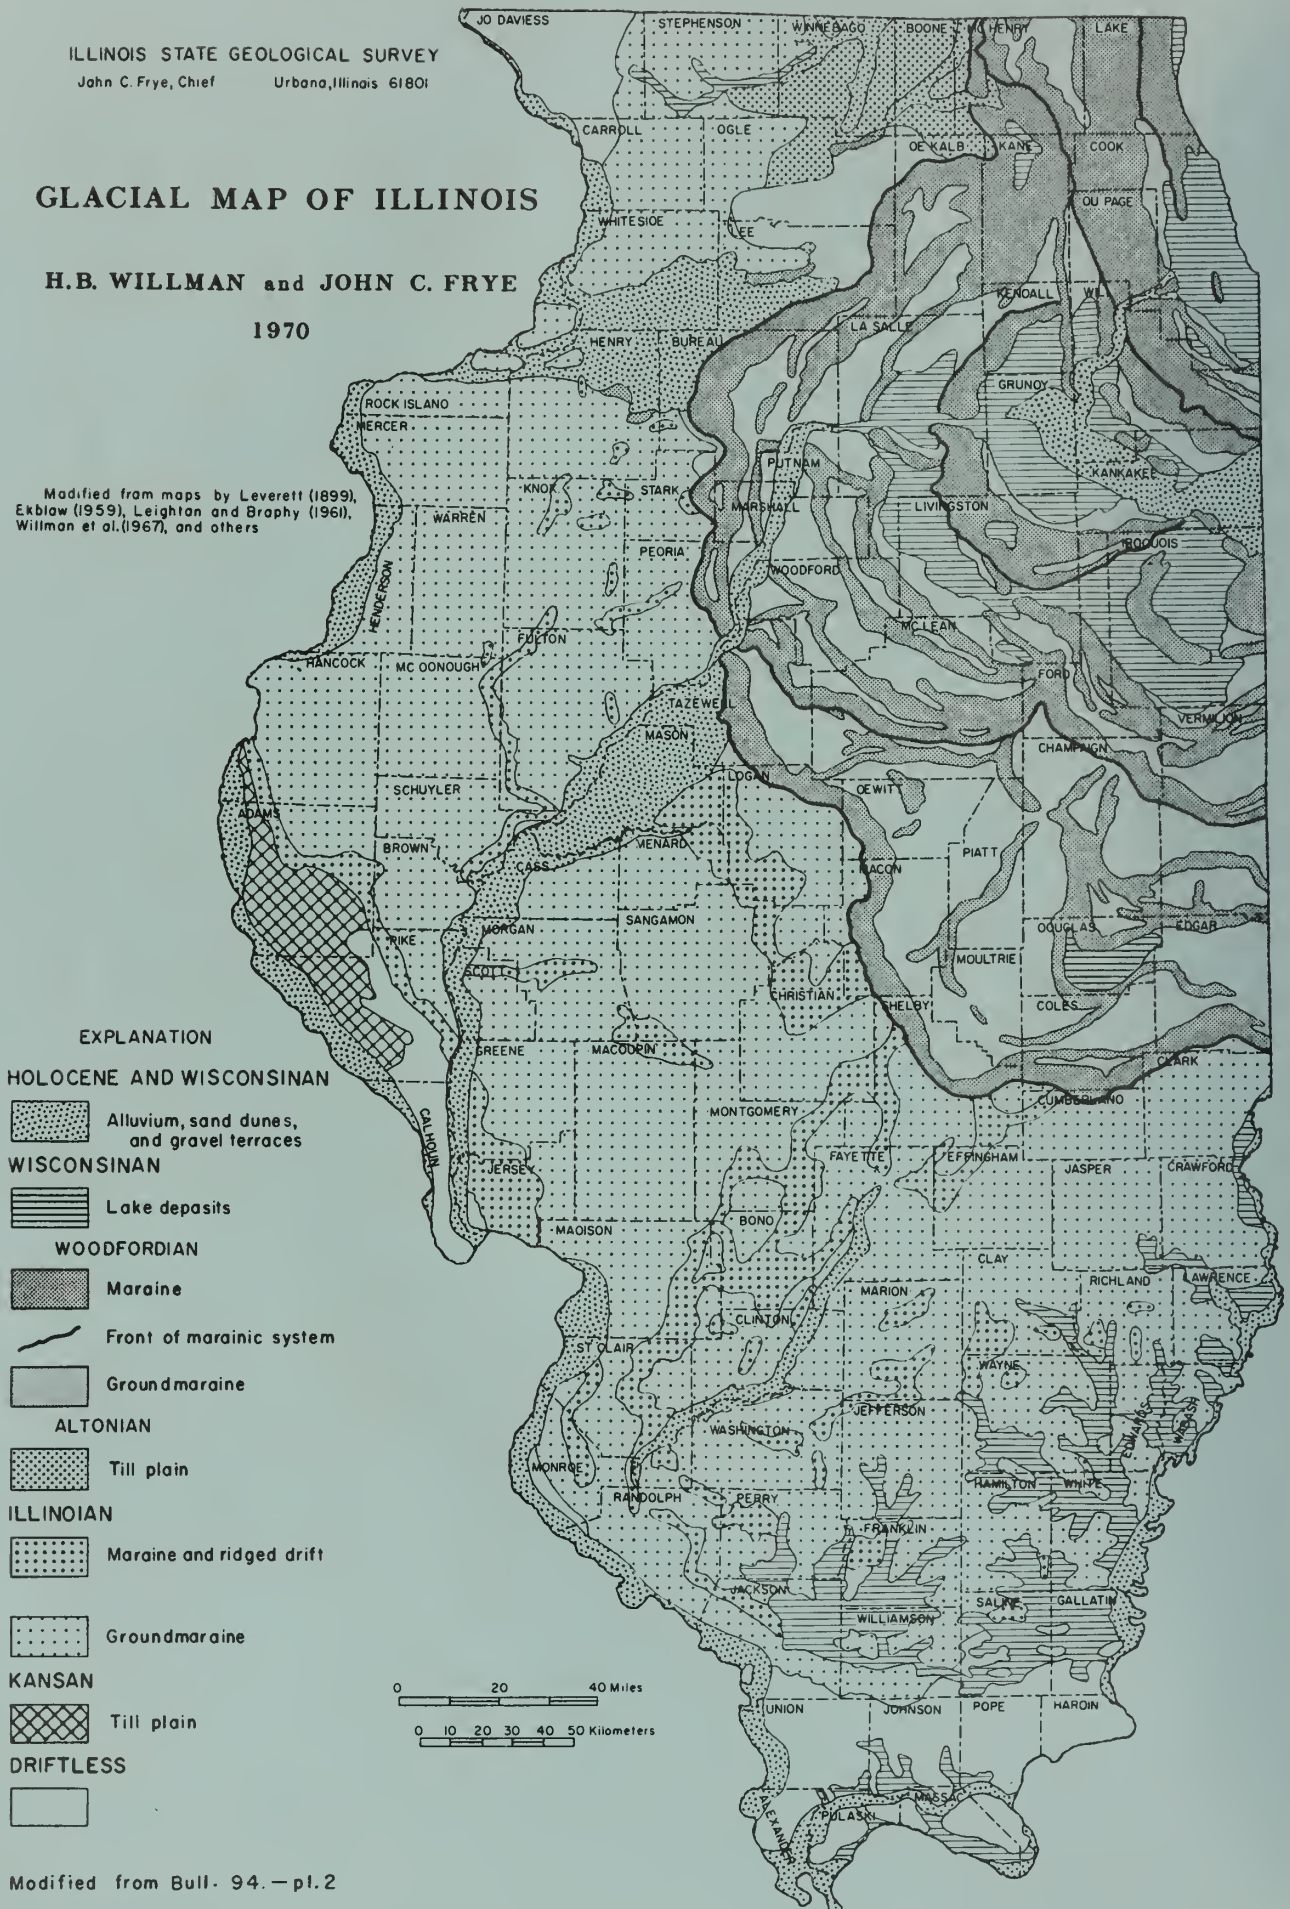 ILLINOIS STATE GEOLOGICAL SURVEY
John C. Frye, Chief Urbana, Illinois 61801
GLACIAL MAP OF ILLINOIS
H.B. WILLMAN and JOHN C. FRYE
1970
Modified from maps by Leverett (1899),
Ekblaw (1959), Leighton and Brophy (1961),
Willman et al. (1967), and others
JO DAVIESS
STEPHENSON
WINNEBAGO
BOONE
MC HENRY
LAKE
CARROLL
OGLE
DE KALB
KANE
COOK
DU PAGE
WHITESIDE
LEE
KENDALL
WILL
LA SALLE
HENRY
BUREAU
GRUNDY
ROCK ISLAND
MERCER
PUTNAM
KANKAKEE
KNOX
STARK
MARSHALL
LIVINGSTON
WARREN
PEORIA
IROQUOIS
WOODFORD
HENDERSON
FULTON
MC LEAN
HANCOCK
MC DONOUGH
FORD
TAZEWELL
VERMILION
MASON
CHAMPAIGN
LOGAN
SCHUYLER
DEWITT
ADAMS
BROWN
MENARD
PIATT
CASS
MACON
SANGAMON
MORGAN
DOUGLAS
EDGAR
PIKE
MOULTRIE
SCOTT
CHRISTIAN
SHELBY
COLES
GREENE
MACOUPIN
CLARK
CUMBERLAND
CALHOUN
MONTGOMERY
FAYETTE
EFFINGHAM
JASPER
CRAWFORD
JERSEY
BOND
MADISON
CLAY
RICHLAND
LAWRENCE
MARION
CLINTON
ST CLAIR
WAYNE
JEFFERSON
WASHINGTON
EDWARDS
WABASH
MONROE
HAMILTON
WHITE
RANDOLPH
PERRY
FRANKLIN
JACKSON
SALINE
GALLATIN
WILLIAMSON
UNION
JOHNSON
POPE
HARDIN
ALEXANDER
PULASKI
MASSAC
EXPLANATION
HOLOCENE AND WISCONSINAN
Alluvium, sand dunes,
and gravel terraces
WISCONSINAN
Lake deposits
WOODFORDIAN
Moraine
Front of morainic system
Groundmoraine
ALTONIAN
Till plain
ILLINOIAN
Moraine and ridged drift
Groundmoraine
KANSAN
Till plain
DRIFTLESS
0 20 40 Miles
0 10 20 30 40 50 Kilometers
Modified from Bull. 94.—pl. 2